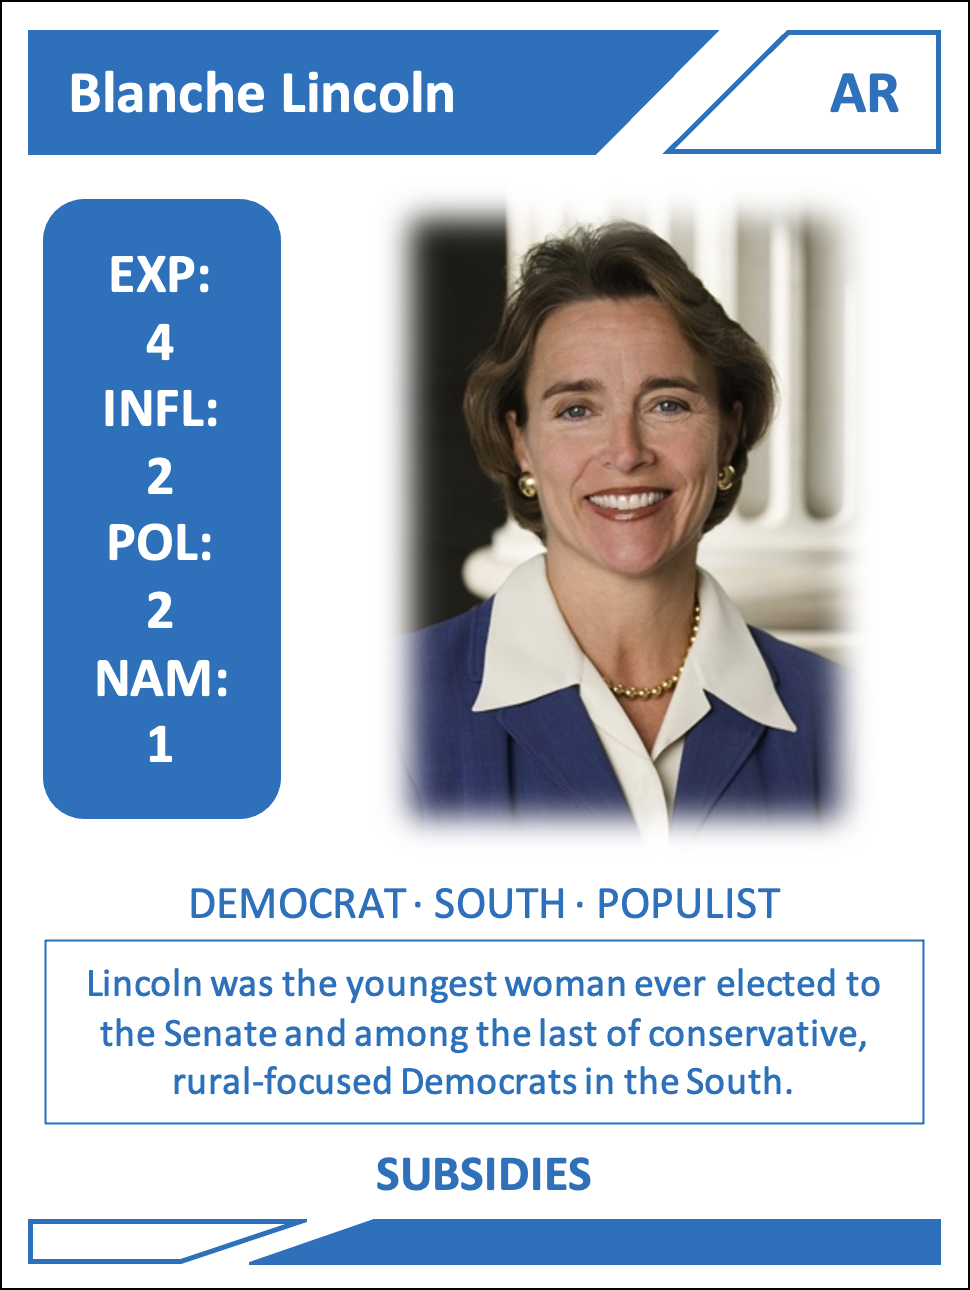 Blanche Lincoln
AR
EXP:
4
INFL:
2
POL:
2
NAM:
1
DEMOCRAT · SOUTH · POPULIST
Lincoln was the youngest woman ever elected to
the Senate and among the last of conservative,
rural-focused Democrats in the South.
SUBSIDIES